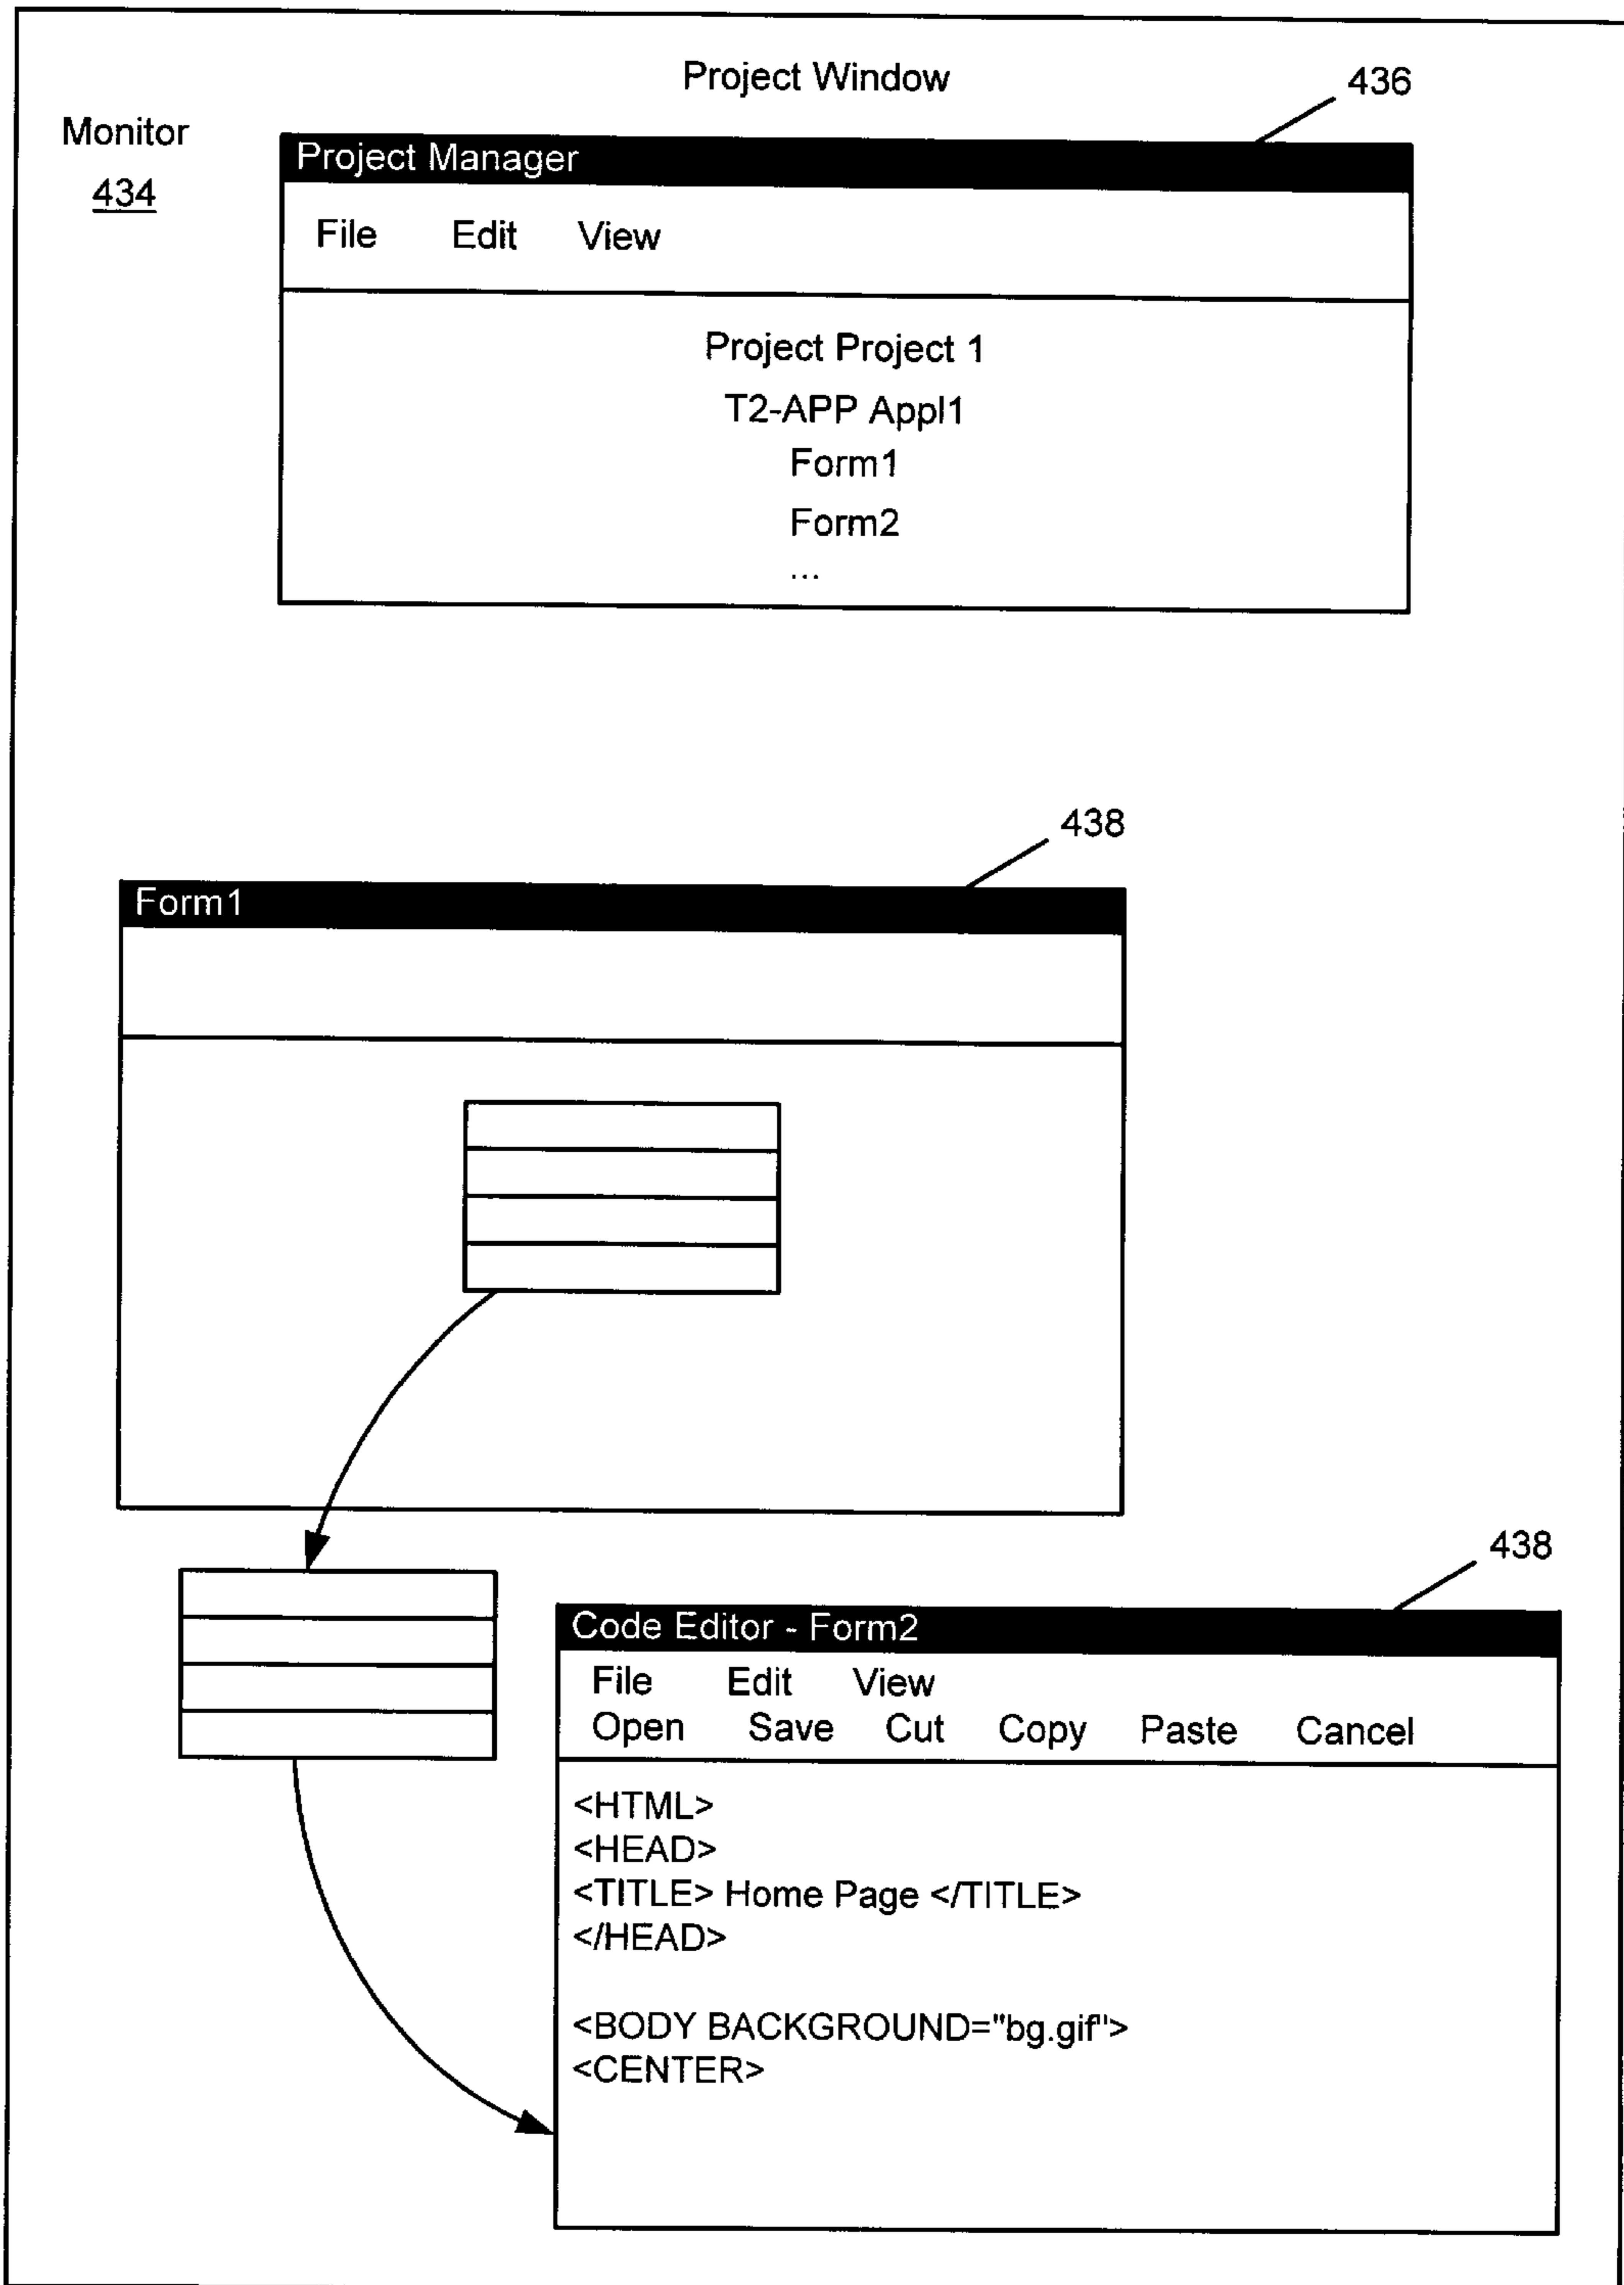 Project Window
436
Monitor
434
Project Manager
File Edit View
Project Project 1
T2-APP Appl1
Form1
Form2
...
438
Form1
438
Code Editor - Form2
File Edit View
Open Save Cut Copy Paste Cancel
<HTML>
<HEAD>
<TITLE> Home Page </TITLE>
</HEAD>
<BODY BACKGROUND="bg.gif">
<CENTER>